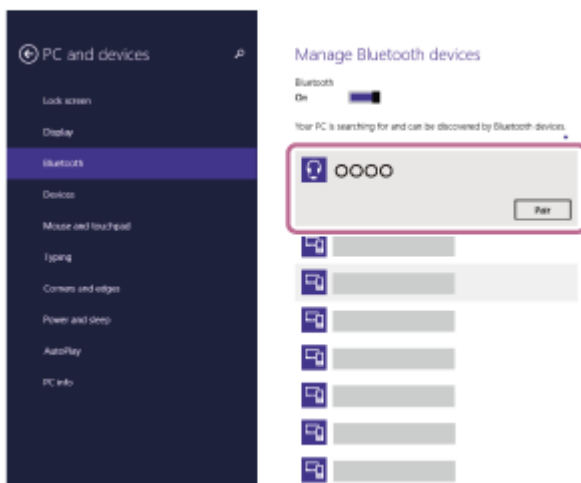 PC and devices
Lock screen
Display
Bluetooth
Devices
Mouse and touchpad
Typing
Corners and edges
Power and sleep
AutoPlay
PC info
Manage Bluetooth devices
Bluetooth
On
Your PC is searching for and can be discovered by Bluetooth devices.
OOOO
Pair